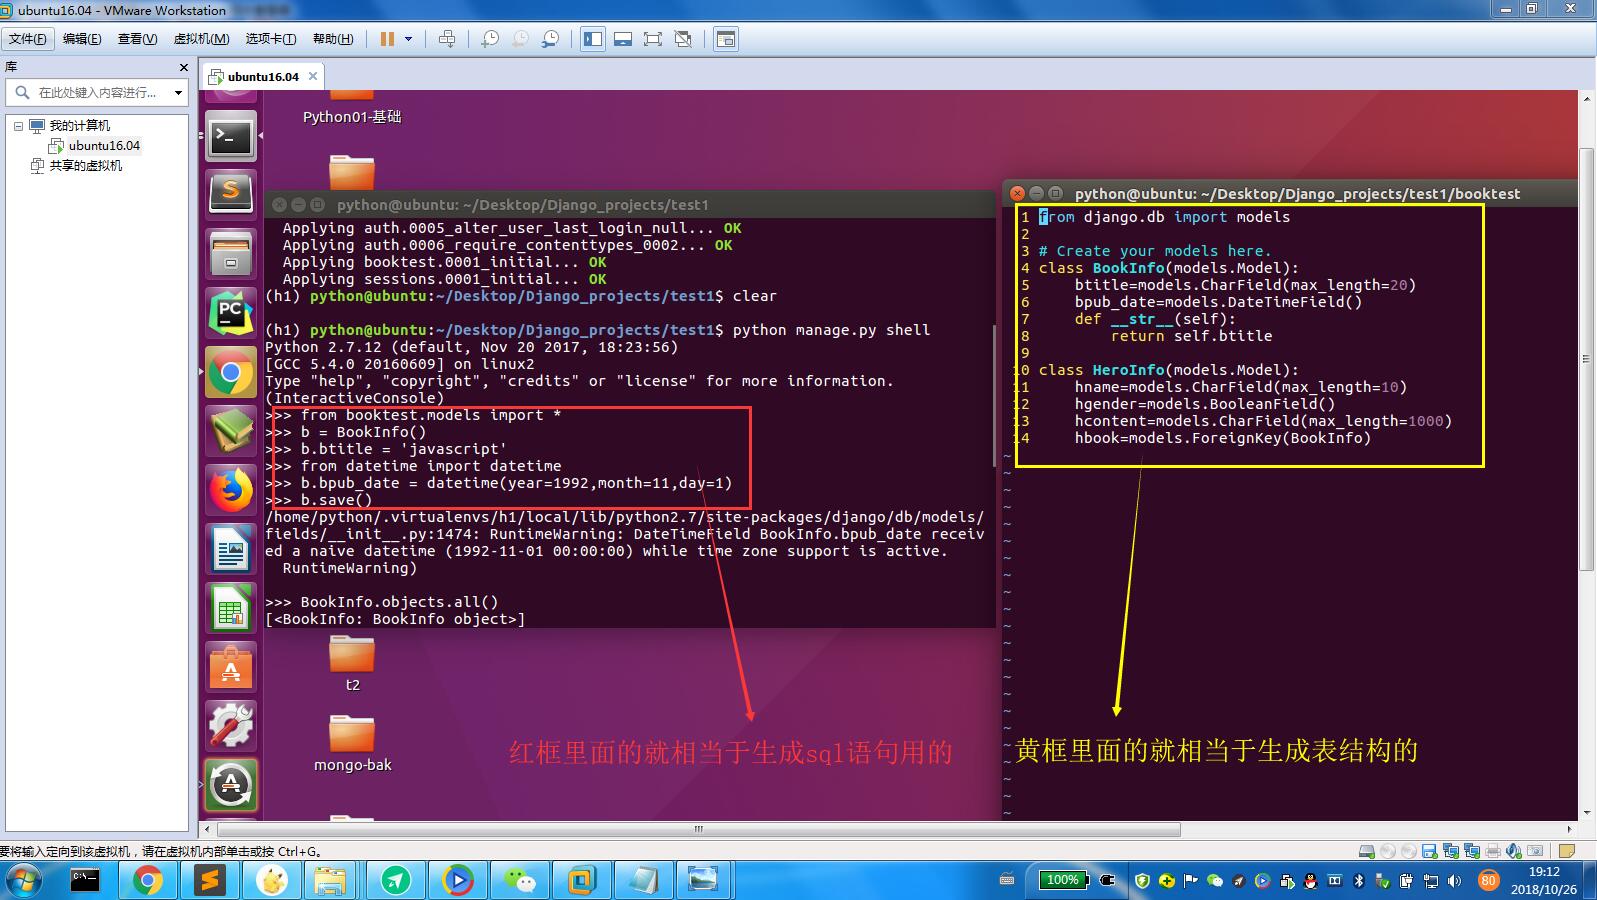 ubuntu16.04 - VMware Workstation
文件(F) 编辑(E) 查看(V) 虚拟机(M) 选项卡(T) 帮助(H)
库
在此处键入内容进行...
我的计算机
ubuntu16.04
共享的虚拟机
ubuntu16.04
Python01-基础
python@ubuntu: ~/Desktop/Django_projects/test1
Applying auth.0005_alter_user_last_login_null... OK
Applying auth.0006_require_contenttypes_0002... OK
Applying booktest.0001_initial... OK
Applying sessions.0001_initial... OK
(h1) python@ubuntu:~/Desktop/Django_projects/test1$ clear
(h1) python@ubuntu:~/Desktop/Django_projects/test1$ python manage.py shell
Python 2.7.12 (default, Nov 20 2017, 18:23:56)
[GCC 5.4.0 20160609] on linux2
Type "help", "copyright", "credits" or "license" for more information.
(InteractiveConsole)
>>> from booktest.models import *
>>> b = BookInfo()
>>> b.btitle = 'javascript'
>>> from datetime import datetime
>>> b.bpub_date = datetime(year=1992,month=11,day=1)
>>> b.save()
/home/python/.virtualenvs/h1/local/lib/python2.7/site-packages/django/db/models/
fields/__init__.py:1474: RuntimeWarning: DateTimeField BookInfo.bpub_date receiv
ed a naive datetime (1992-11-01 00:00:00) while time zone support is active.
RuntimeWarning)
>>> BookInfo.objects.all()
[<BookInfo: BookInfo object>]
t2
mongo-bak
红框里面的就相当于生成sql语句用的
python@ubuntu: ~/Desktop/Django_projects/test1/booktest
1 from django.db import models
2
3 # Create your models here.
4 class BookInfo(models.Model):
5 btitle=models.CharField(max_length=20)
6 bpub_date=models.DateTimeField()
7 def __str__(self):
8 return self.btitle
9
10 class HeroInfo(models.Model):
11 hname=models.CharField(max_length=10)
12 hgender=models.BooleanField()
13 hcontent=models.CharField(max_length=1000)
14 hbook=models.ForeignKey(BookInfo)
黄框里面的就相当于生成表结构的
要将输入定向到该虚拟机，请在虚拟机内部单击或按 Ctrl+G。
100%
80
19:12
2018/10/26